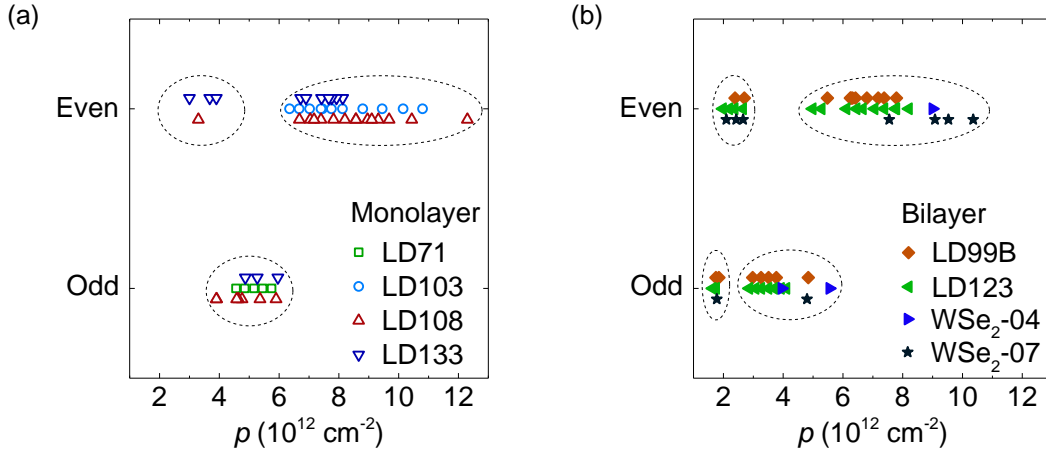 (a)
Even
Odd
Monolayer
LD71
LD103
LD108
LD133
2 4 6 8 10 12
p (10¹² cm⁻²)
(b)
Even
Odd
Bilayer
LD99B
LD123
WSe₂-04
WSe₂-07
2 4 6 8 10 12
p (10¹² cm⁻²)